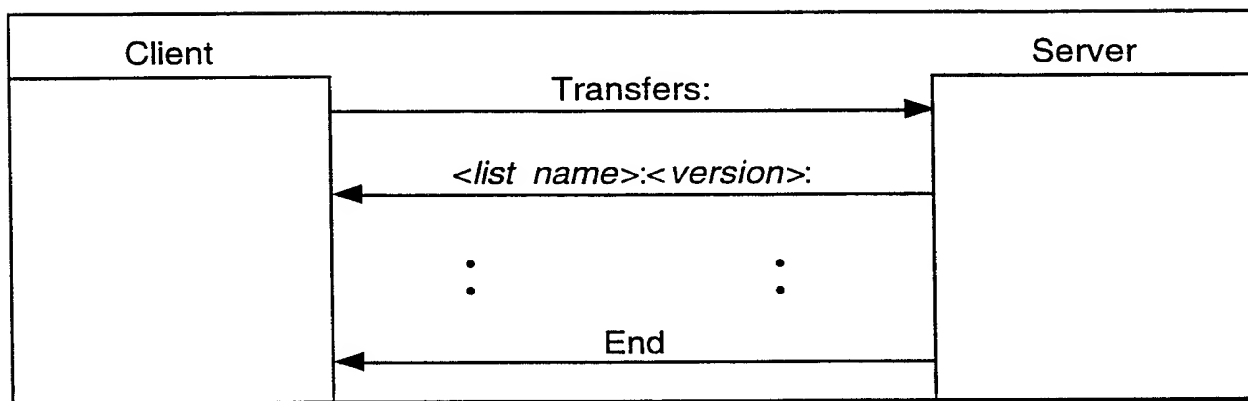 Client
Server
Transfers:
<list name>:<version>:
End